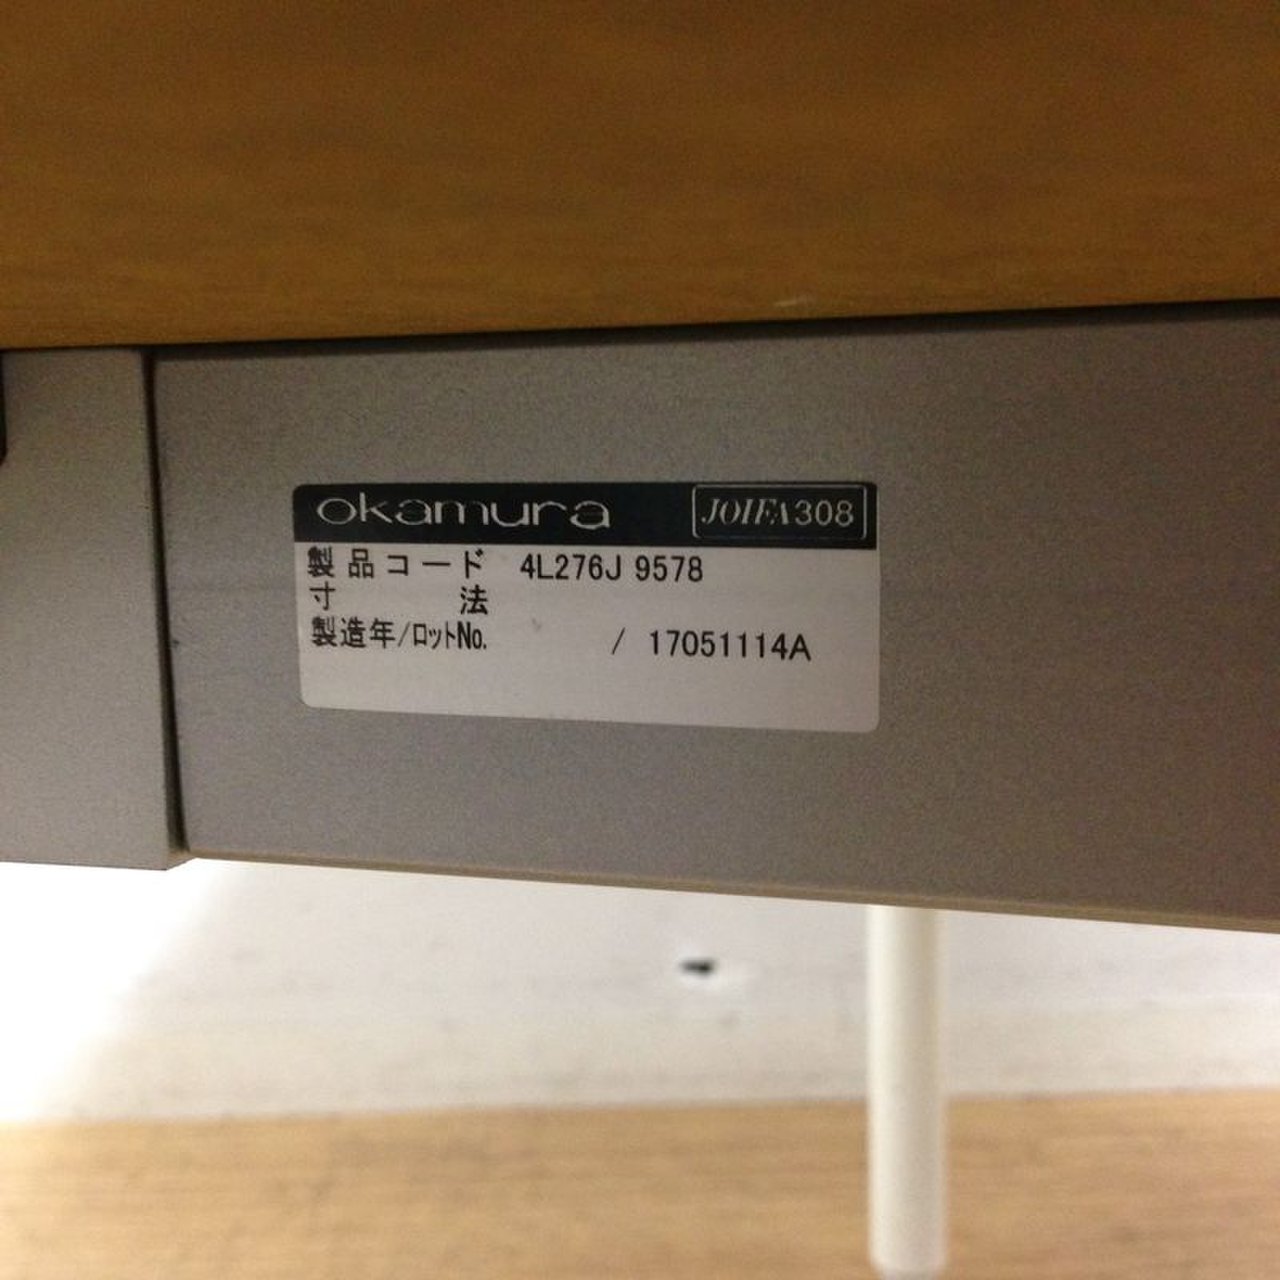 okamura JOIFA308
製品コード 4L276J 9578
寸法
製造年/ロットNo. / 17051114A